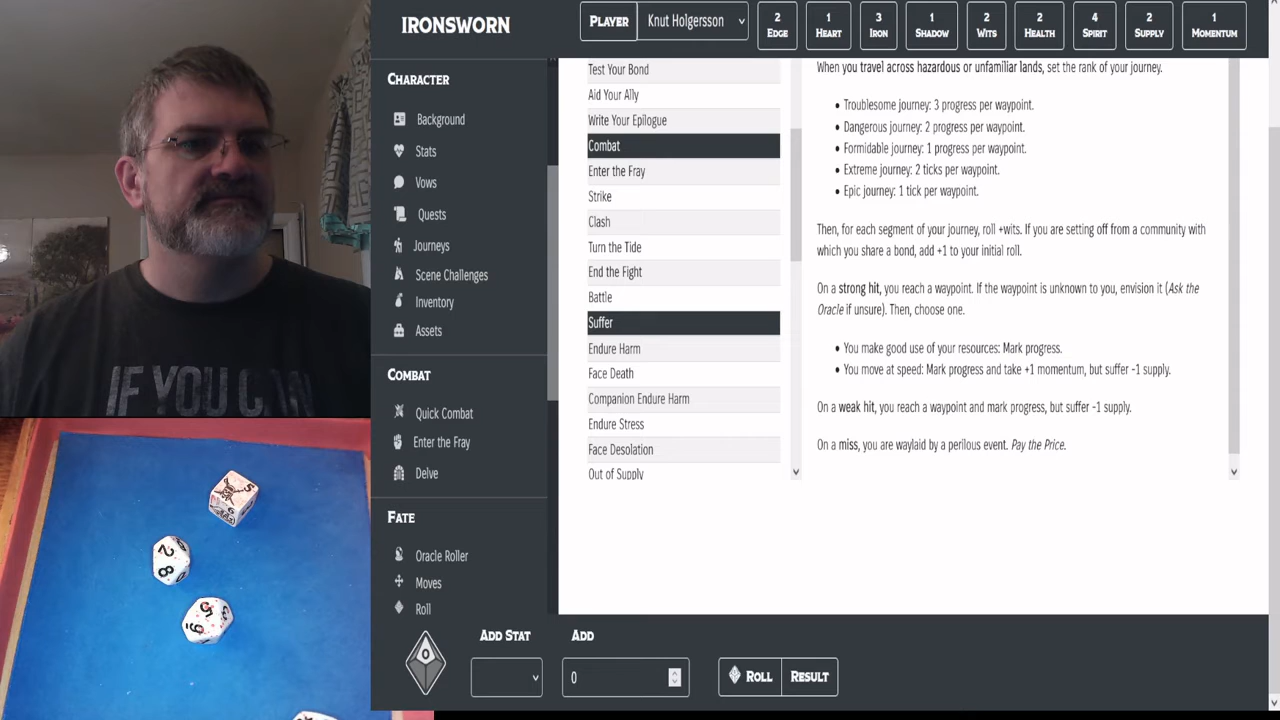 IRONSWORN
PLAYER
Knut Holgersson
2 EDGE
1 HEART
3 IRON
1 SHADOW
2 WITS
2 HEALTH
4 SPIRIT
2 SUPPLY
1 MOMENTUM
CHARACTER
Background
Stats
Vows
Quests
Journeys
Scene Challenges
Inventory
Assets
COMBAT
Quick Combat
Enter the Fray
Delve
FATE
Oracle Roller
Moves
Roll
Test Your Bond
Aid Your Ally
Write Your Epilogue
Combat
Enter the Fray
Strike
Clash
Turn the Tide
End the Fight
Battle
Suffer
Endure Harm
Face Death
Companion Endure Harm
Endure Stress
Face Desolation
Out of Supply
When you travel across hazardous or unfamiliar lands, set the rank of your journey.
• Troublesome journey: 3 progress per waypoint.
• Dangerous journey: 2 progress per waypoint.
• Formidable journey: 1 progress per waypoint.
• Extreme journey: 2 ticks per waypoint.
• Epic journey: 1 tick per waypoint.
Then, for each segment of your journey, roll +wits. If you are setting off from a community with
which you share a bond, add +1 to your initial roll.
On a strong hit, you reach a waypoint. If the waypoint is unknown to you, envision it (Ask the
Oracle if unsure). Then, choose one.
• You make good use of your resources: Mark progress.
• You move at speed: Mark progress and take +1 momentum, but suffer -1 supply.
On a weak hit, you reach a waypoint and mark progress, but suffer -1 supply.
On a miss, you are waylaid by a perilous event. Pay the Price.
0
ADD STAT
ADD
0
ROLL
RESULT
IF YOU CAN
5
2
8
5
9